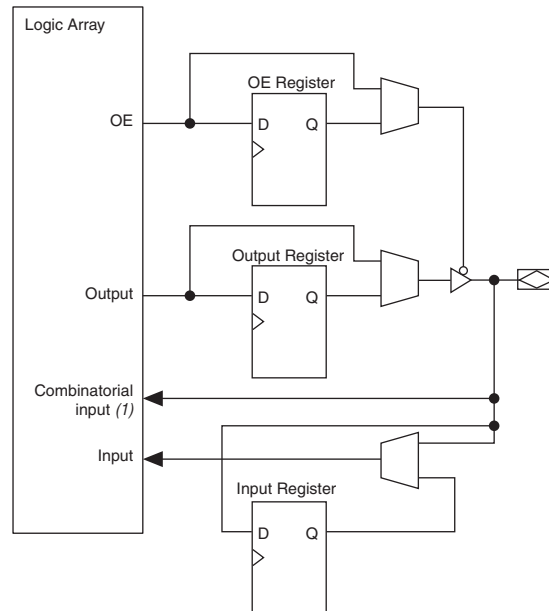 Logic Array
OE Register
OE
D Q
Output Register
Output
D Q
Combinatorial
input (1)
Input
Input Register
D Q